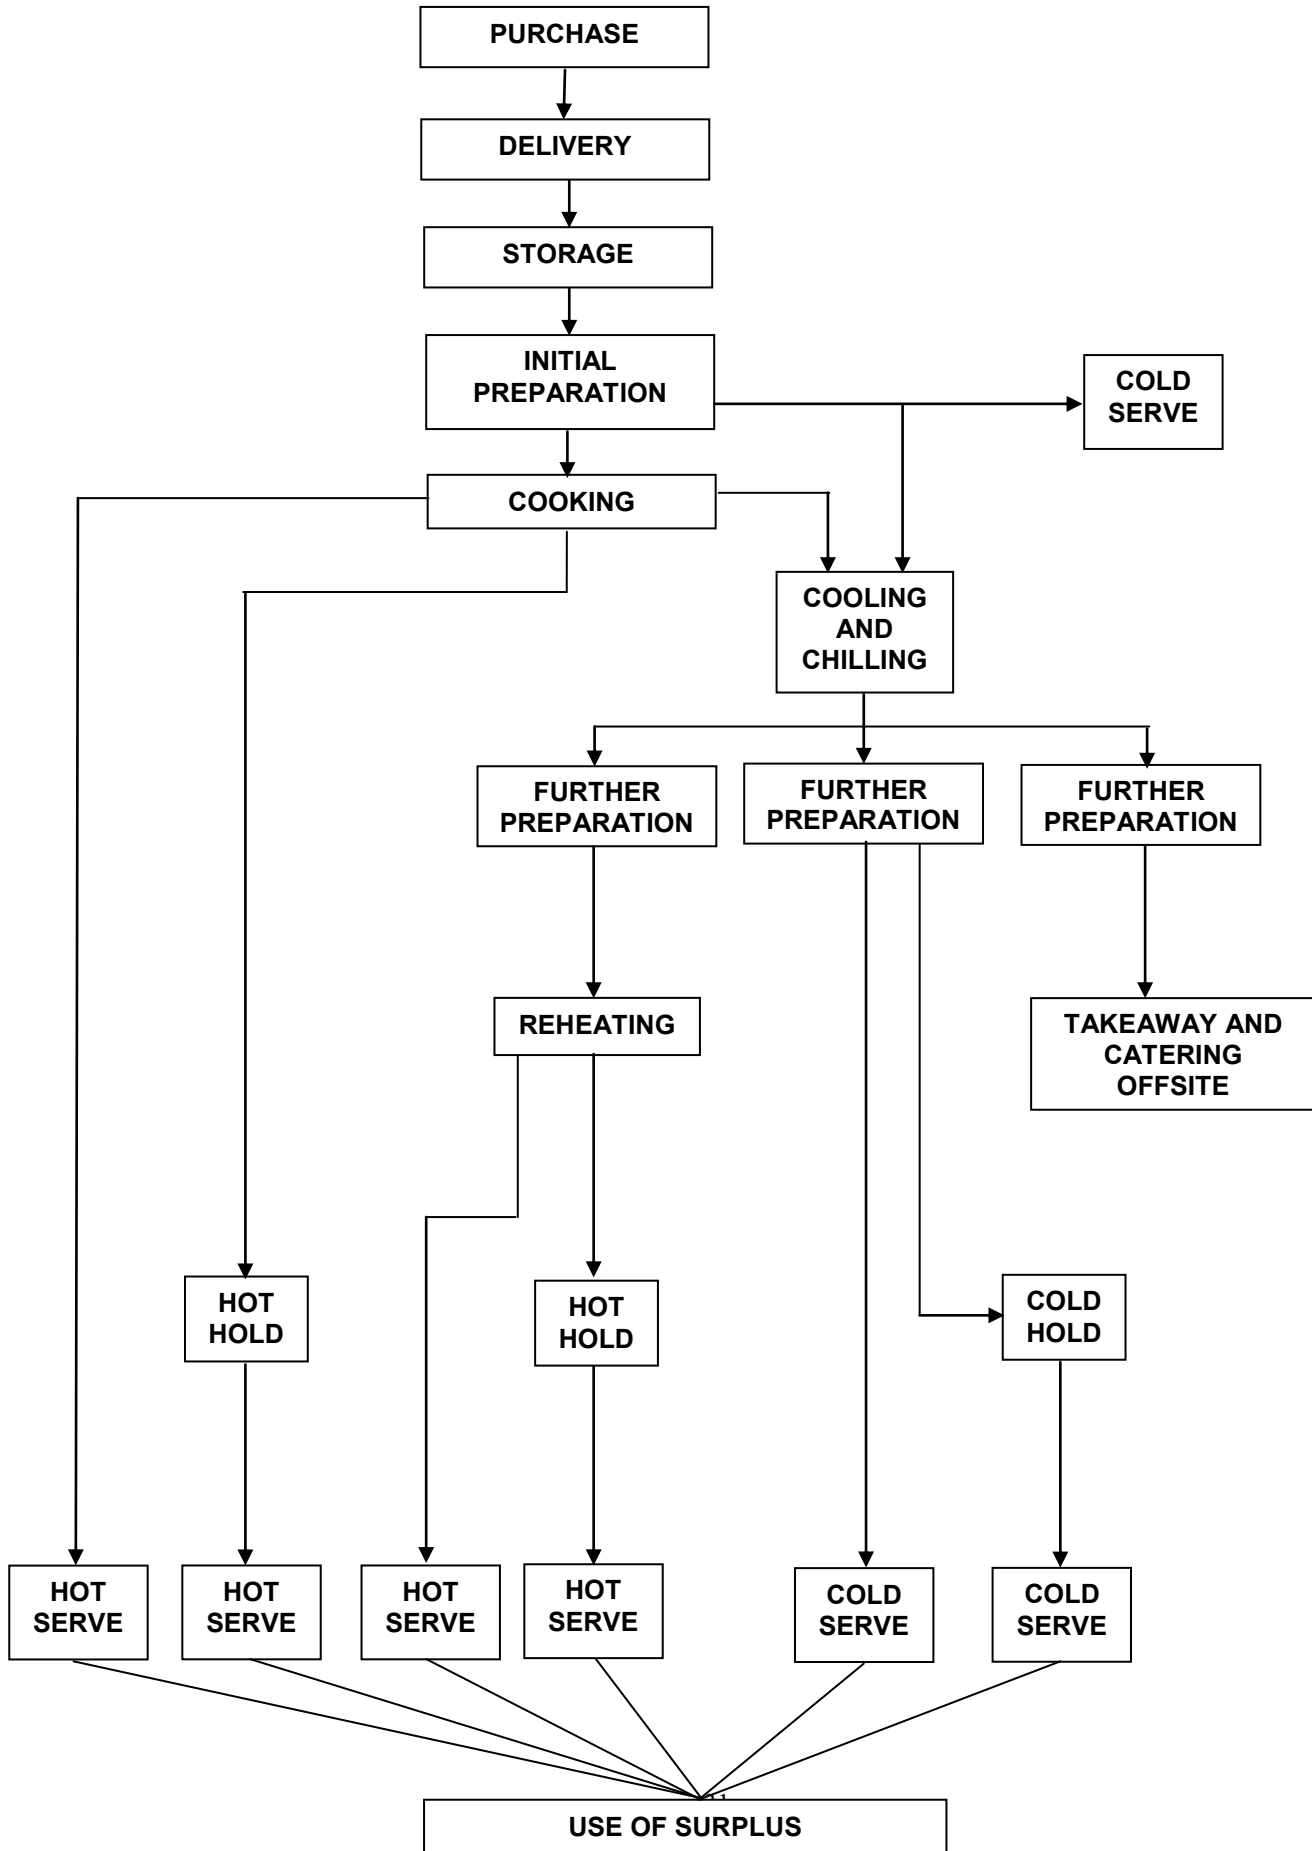 PURCHASE
DELIVERY
STORAGE
INITIAL
PREPARATION
COLD
SERVE
COOKING
COOLING
AND
CHILLING
FURTHER
PREPARATION
FURTHER
PREPARATION
FURTHER
PREPARATION
REHEATING
TAKEAWAY AND
CATERING
OFFSITE
HOT
HOLD
HOT
HOLD
COLD
HOLD
HOT
SERVE
HOT
SERVE
HOT
SERVE
HOT
SERVE
COLD
SERVE
COLD
SERVE
USE OF SURPLUS